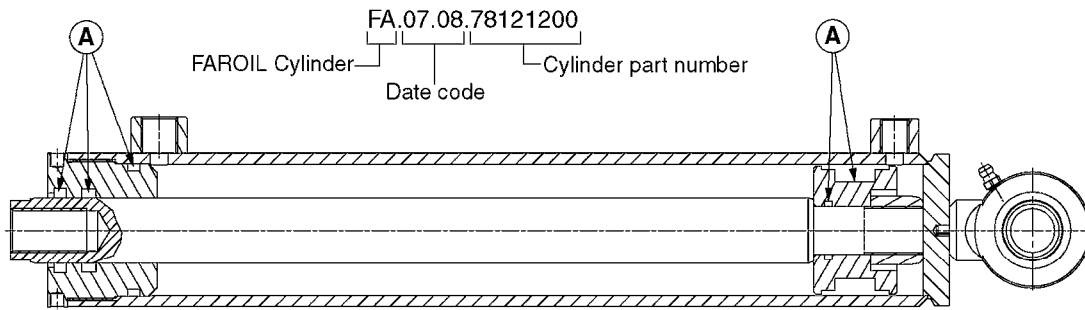 FA.07.08.78121200
A
A
FAROIL Cylinder
Cylinder part number
Date code